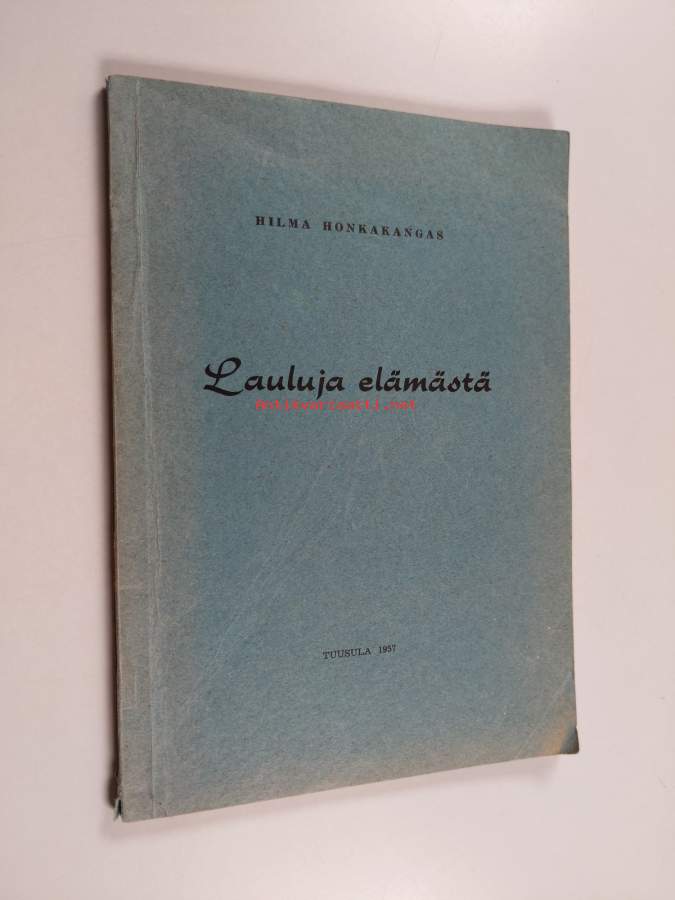 HILMA HONKAKANGAS
Lauluja elämästä
Antikvariaatti.net
TUUSULA 1957